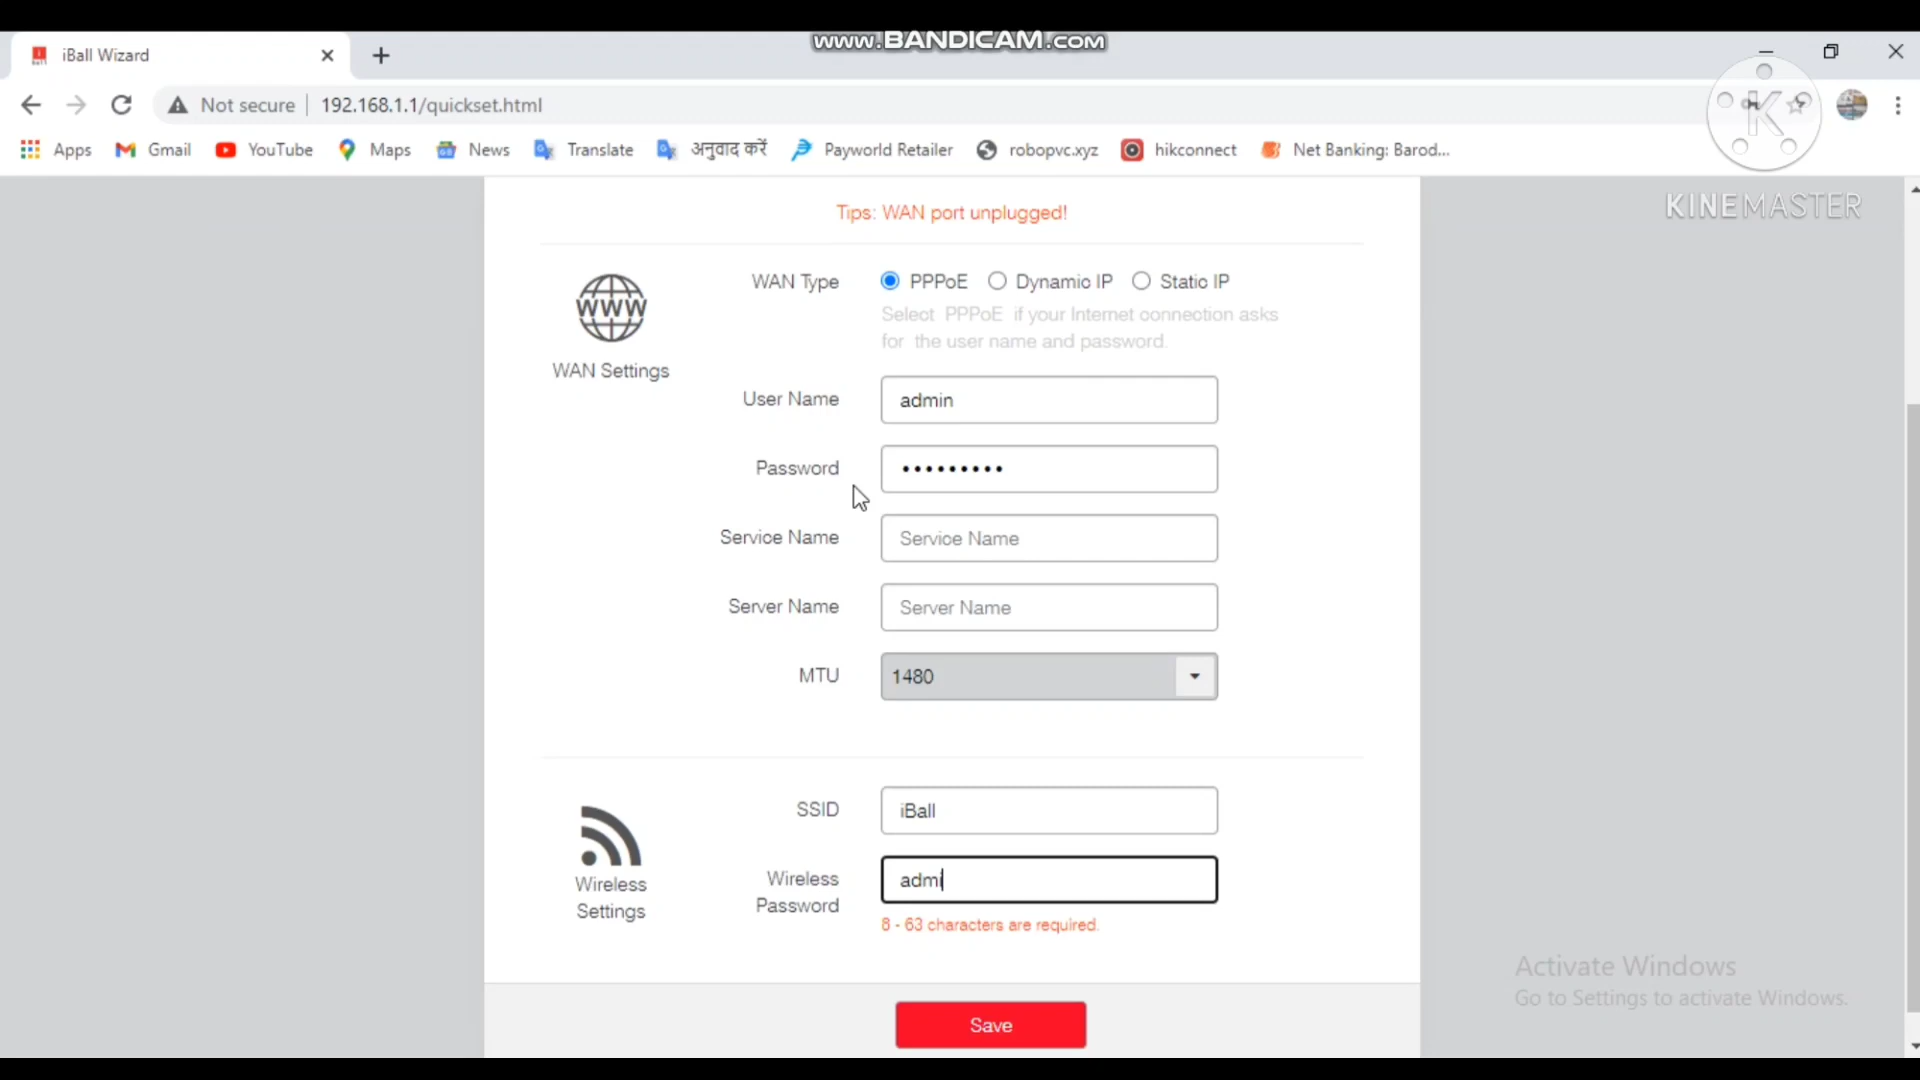 www.BANDICAM.com
iBall Wizard
Not secure 192.168.1.1/quickset.html
Apps Gmail YouTube Maps News Translate अनुवाद करें Payworld Retailer robopvc.xyz hikconnect Net Banking: Barod...
K
KINEMASTER
Tips: WAN port unplugged!
WAN Type PPPoE Dynamic IP Static IP
Select PPPoE if your Internet connection asks
for the user name and password.
WWW
WAN Settings
User Name admin
Password •••••••••
Service Name Service Name
Server Name Server Name
MTU 1480
SSID iBall
Wireless Settings
Wireless Password admi
8 - 63 characters are required.
Save
Activate Windows
Go to Settings to activate Windows.